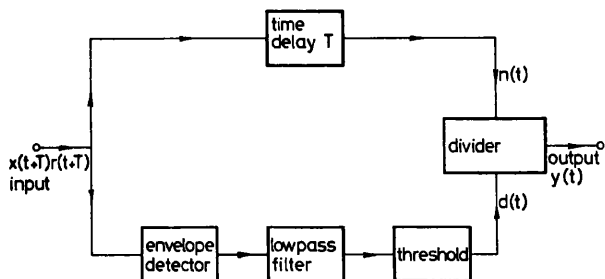 time
delay T
n(t)
x(t+T)r(t+T)
input
divider
output
y(t)
d(t)
envelope
detector
lowpass
filter
threshold